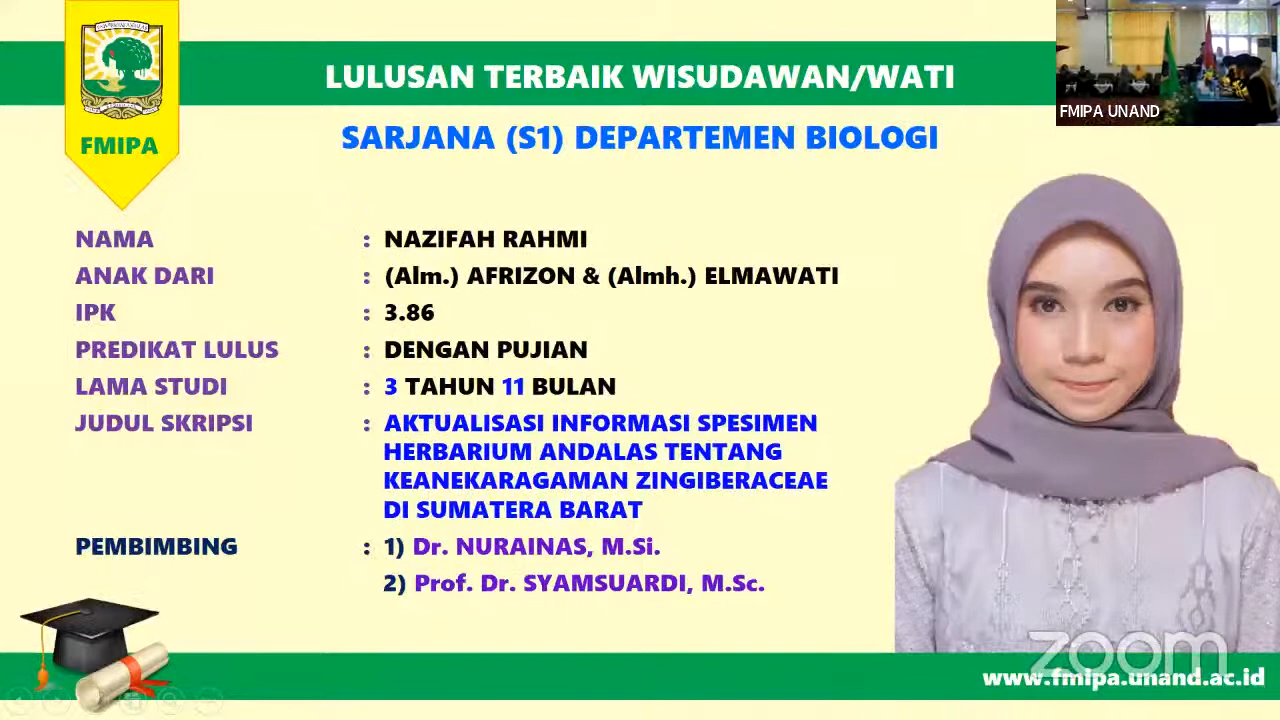 LULUSAN TERBAIK WISUDAWAN/WATI
FMIPA UNAND
FMIPA
SARJANA (S1) DEPARTEMEN BIOLOGI
NAMA : NAZIFAH RAHMI
ANAK DARI : (Alm.) AFRIZON & (Almh.) ELMAWATI
IPK : 3.86
PREDIKAT LULUS : DENGAN PUJIAN
LAMA STUDI : 3 TAHUN 11 BULAN
JUDUL SKRIPSI : AKTUALISASI INFORMASI SPESIMEN
HERBARIUM ANDALAS TENTANG
KEANEKARAGAMAN ZINGIBERACEAE
DI SUMATERA BARAT
PEMBIMBING : 1) Dr. NURAINAS, M.Si.
2) Prof. Dr. SYAMSUARDI, M.Sc.
zoom
www.fmipa.unand.ac.id